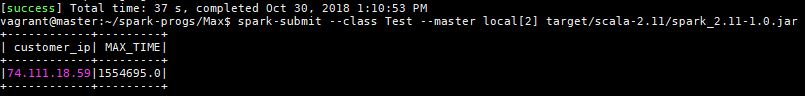 [success] Total time: 37 s, completed Oct 30, 2018 1:10:53 PM
vagrant@master:~/spark-progs/Max$ spark-submit --class Test --master local[2] target/scala-2.11/spark_2.11-1.0.jar
+------------+---------+
| customer_ip| MAX_TIME|
+------------+---------+
|74.111.18.59|1554695.0|
+------------+---------+